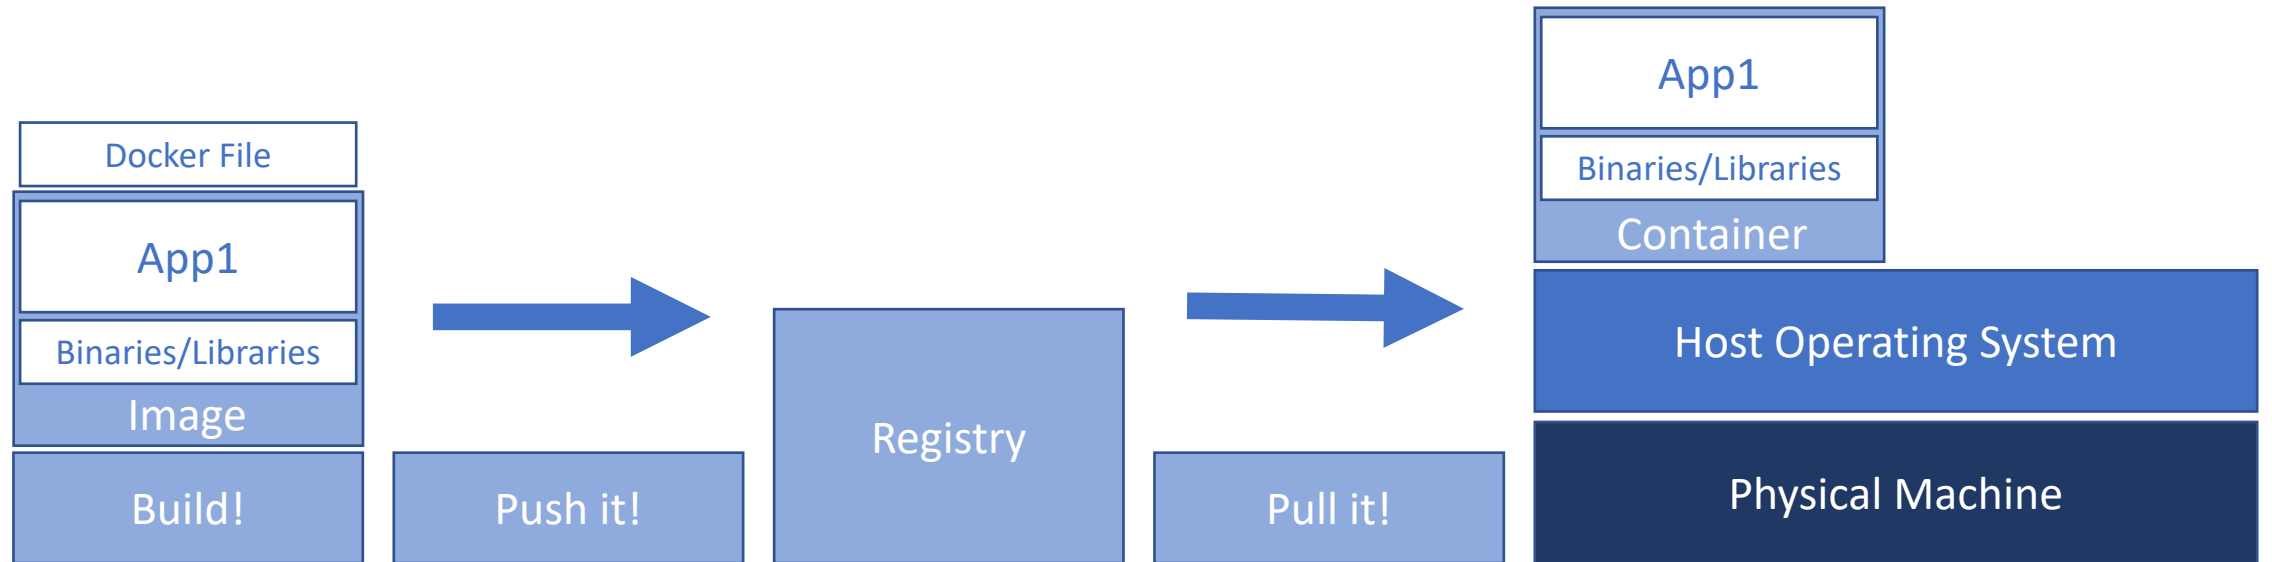 Docker File
App1
Binaries/Libraries
Image
Build!
Push it!
Registry
Pull it!
App1
Binaries/Libraries
Container
Host Operating System
Physical Machine